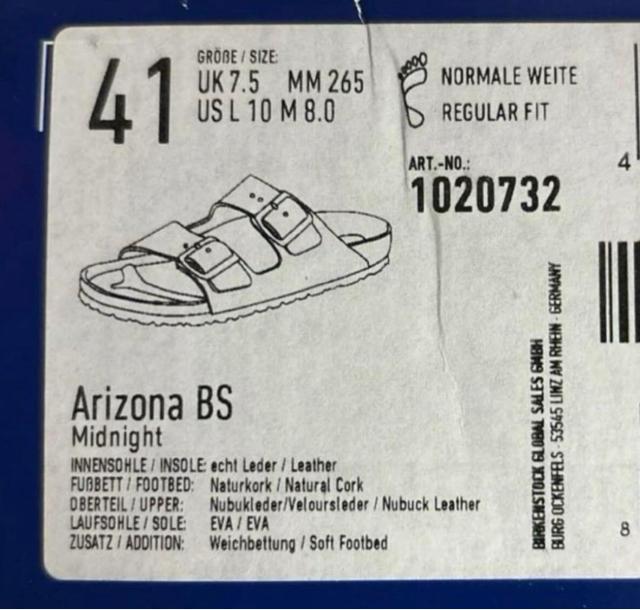 41
GRÖßE / SIZE:
UK 7.5 MM 265
US L 10 M 8.0
NORMALE WEITE
REGULAR FIT
ART.-NO.:
1020732
4
Arizona BS
Midnight
INNENSOHLE / INSOLE: echt Leder / Leather
FUßBETT / FOOTBED: Naturkork / Natural Cork
OBERTEIL / UPPER: Nubukleder/Veloursleder / Nubuck Leather
LAUFSOHLE / SOLE: EVA / EVA
ZUSATZ / ADDITION: Weichbettung / Soft Footbed
BIRKENSTOCK GLOBAL SALES GMBH
BURG OCKENFELS · 53545 LINZ AM RHEIN · GERMANY
8